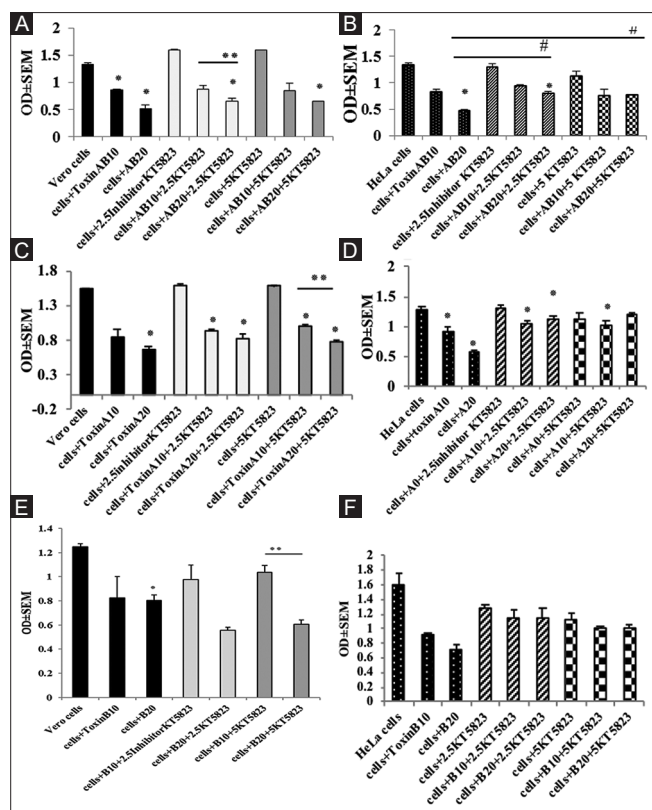 A
OD±SEM
2
1.5
1
0.5
0
*
*
**
*
*
Vero cells
cells+ToxinAB10
cells+AB20
cells+2.5Inhibitor KT5823
cells+AB10+2.5KT5823
cells+AB20+2.5KT5823
cells+5KT5823
cells+AB10+5KT5823
cells+AB20+5KT5823
B
OD±SEM
2
1.5
1
0.5
0
#
#
*
*
HeLa cells
cells+ToxinAB10
cells+AB20
cells+2.5Inhibitor KT5823
cells+AB10+2.5KT5823
cells+AB20+2.5KT5823
cells+5 KT5823
cells+AB10+5 KT5823
cells+AB20+5KT5823
C
OD±SEM
1.8
1.3
0.8
0.3
-0.2
*
*
*
*
**
*
Vero cells
cells+ToxinA10
cells+ToxinA20
cells+2.5InhibitorKT5823
cells+ToxinA10+2.5KT5823
cells+ToxinA20+2.5KT5823
cells+5KT5823
cells+ToxinA10+5KT5823
cells+ToxinA20+5KT5823
D
OD±SEM
2
1.5
1
0.5
0
*
*
*
*
*
HeLa cells
cells+toxinA10
cells+A20
cells+A0+2.5inhibitor KT5823
cells+A10+2.5KT5823
cells+A20+2.5KT5823
cells+A0+5KT5823
cells+A10+5KT5823
cells+A20+5KT5823
E
OD±SEM
1.4
1.2
1
0.8
0.6
0.4
0.2
0
*
**
Vero cells
cells+ToxinB10
cells+B20
cells+B10+2.5InhibitorKT5823
cells+B20+2.5KT5823
cells+B10+5KT5823
cells+B20+5KT5823
F
OD±SEM
2
1.8
1.6
1.4
1.2
1
0.8
0.6
0.4
0.2
0
HeLa cells
cells+ToxinB10
cells+B20
cells+2.5KT5823
cells+B10+2.5KT5823
cells+B20+2.5KT5823
cells+5KT5823
cells+B10+5KT5823
cells+B20+5KT5823